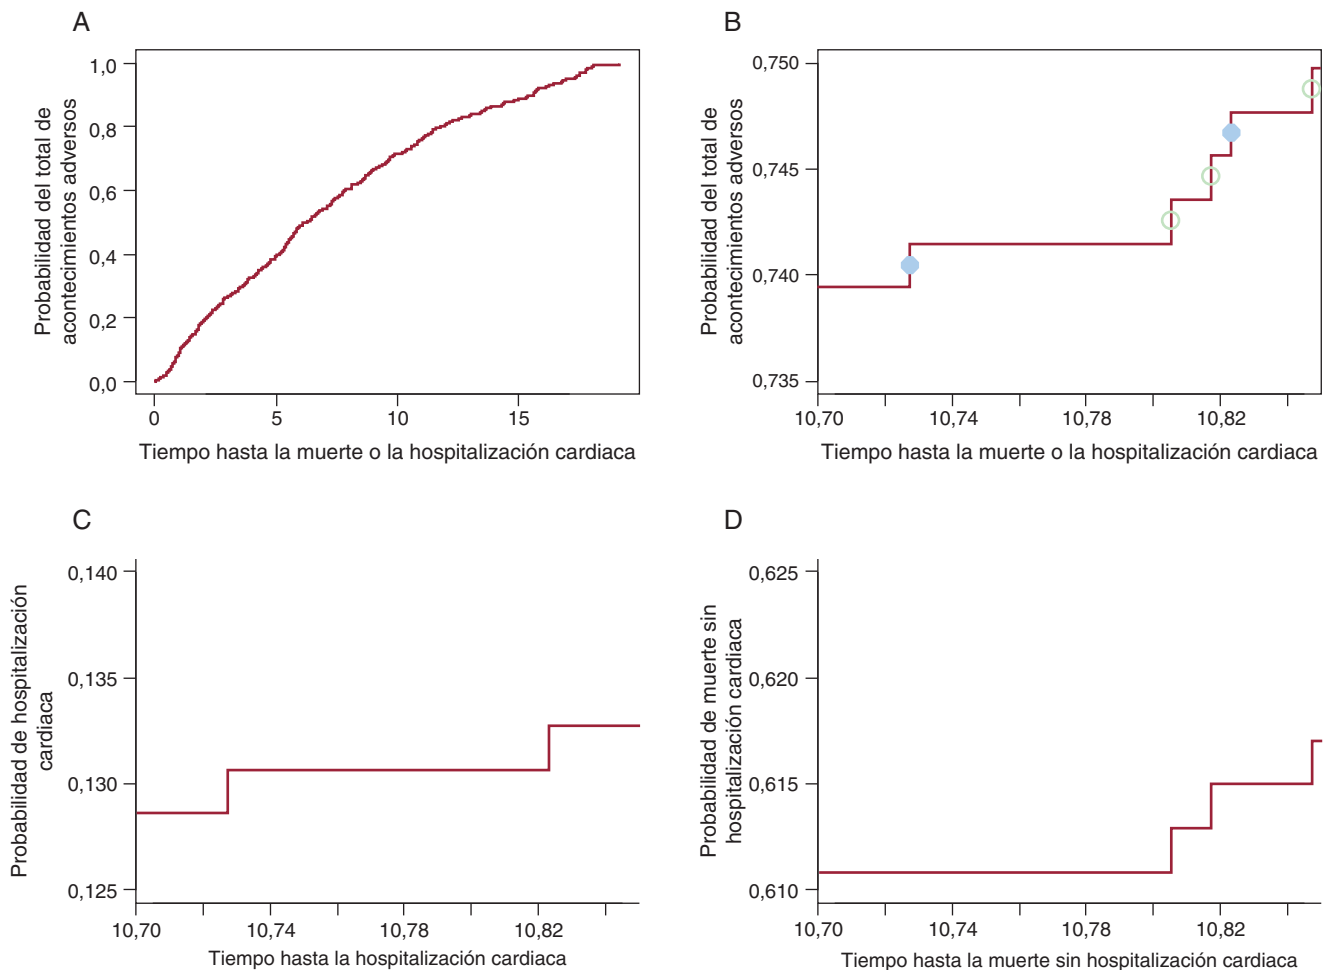 A
Probabilidad del total de
acontecimientos adversos
1,0
0,8
0,6
0,4
0,2
0,0
0 5 10 15
Tiempo hasta la muerte o la hospitalización cardiaca
B
Probabilidad del total de
acontecimientos adversos
0,750
0,745
0,740
0,735
10,70 10,74 10,78 10,82
Tiempo hasta la muerte o la hospitalización cardiaca
C
Probabilidad de hospitalización
cardiaca
0,140
0,135
0,130
0,125
10,70 10,74 10,78 10,82
Tiempo hasta la hospitalización cardiaca
D
Probabilidad de muerte sin
hospitalización cardiaca
0,625
0,620
0,615
0,610
10,70 10,74 10,78 10,82
Tiempo hasta la muerte sin hospitalización cardiaca